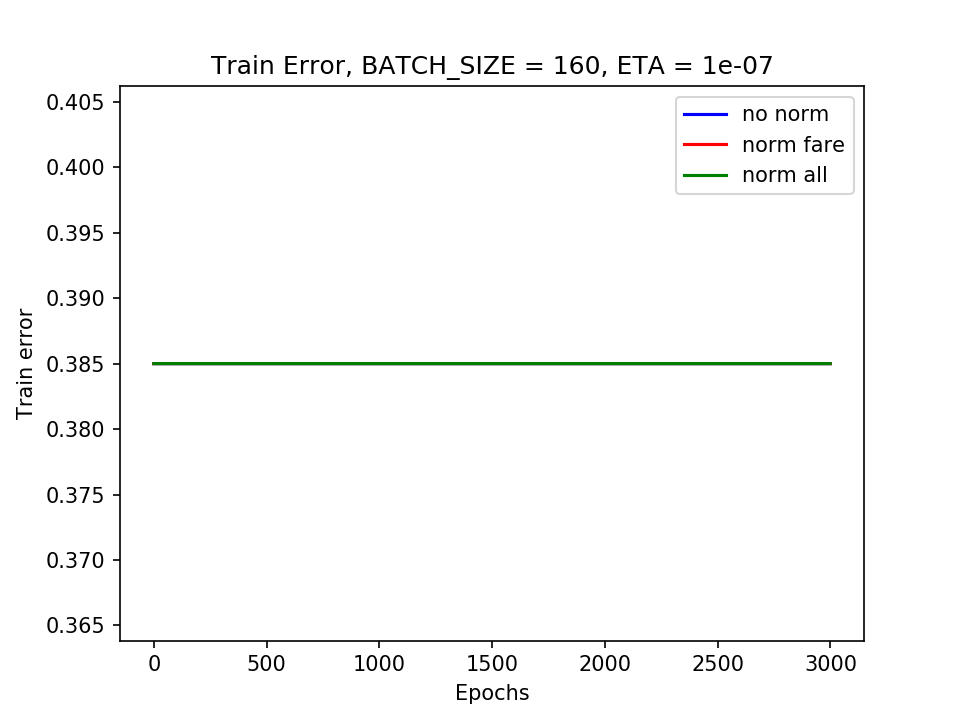 Train Error, BATCH_SIZE = 160, ETA = 1e-07
no norm
norm fare
norm all
Train error
0.405
0.400
0.395
0.390
0.385
0.380
0.375
0.370
0.365
0 500 1000 1500 2000 2500 3000
Epochs